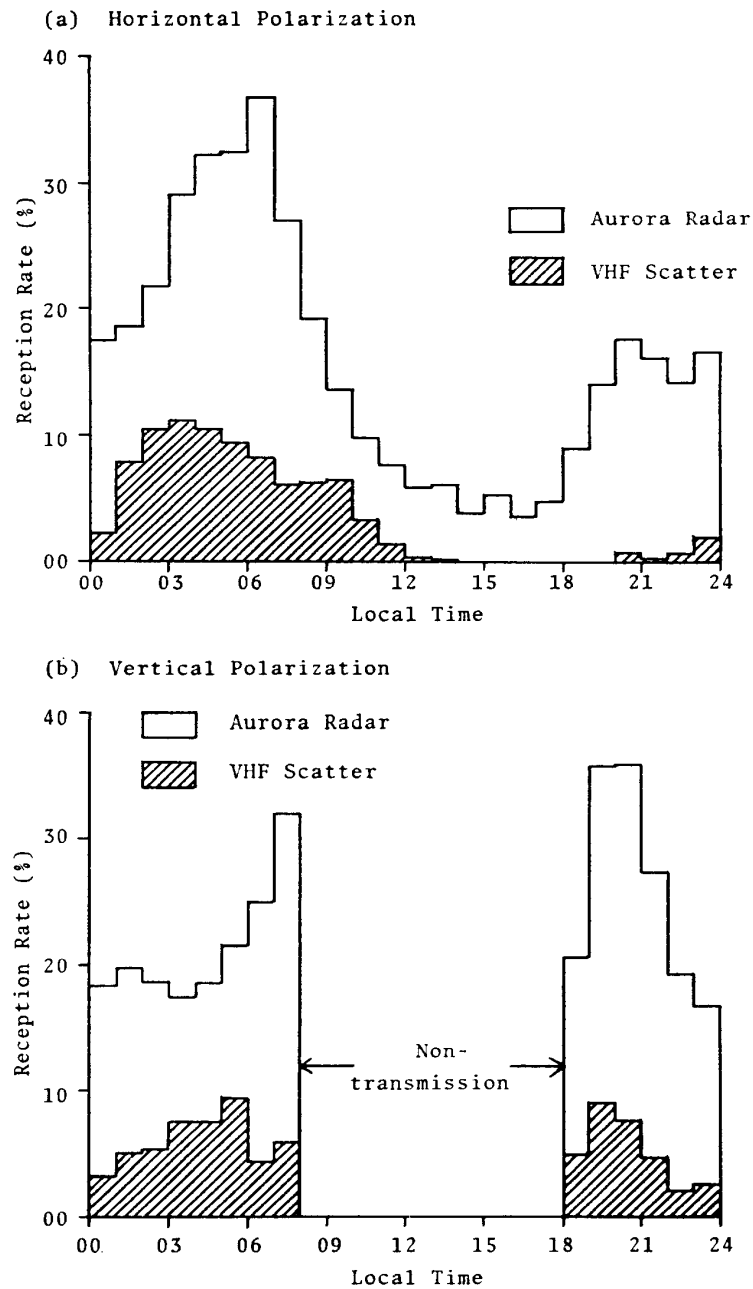 (a) Horizontal Polarization
40
30
20
10
00
Reception Rate (%)
Aurora Radar
VHF Scatter
00 03 06 09 12 15 18 21 24
Local Time
(b) Vertical Polarization
40
30
20
10
00
Reception Rate (%)
Aurora Radar
VHF Scatter
Non-
transmission
00 03 06 09 12 15 18 21 24
Local Time